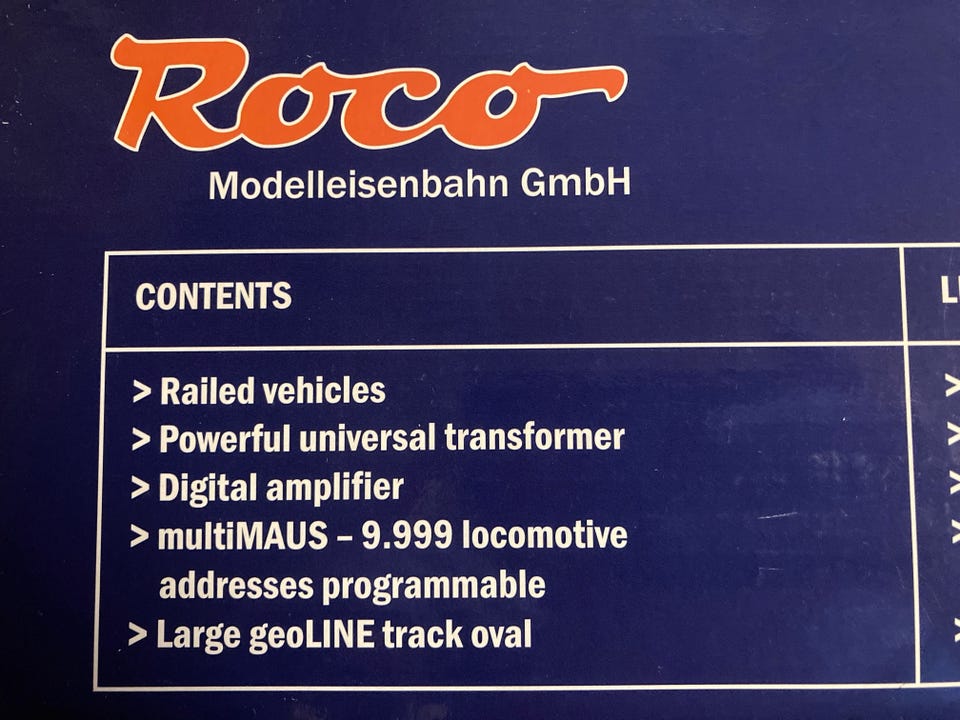 Roco
Modelleisenbahn GmbH
CONTENTS
> Railed vehicles
> Powerful universal transformer
> Digital amplifier
> multiMAUS – 9.999 locomotive
addresses programmable
> Large geoLINE track oval